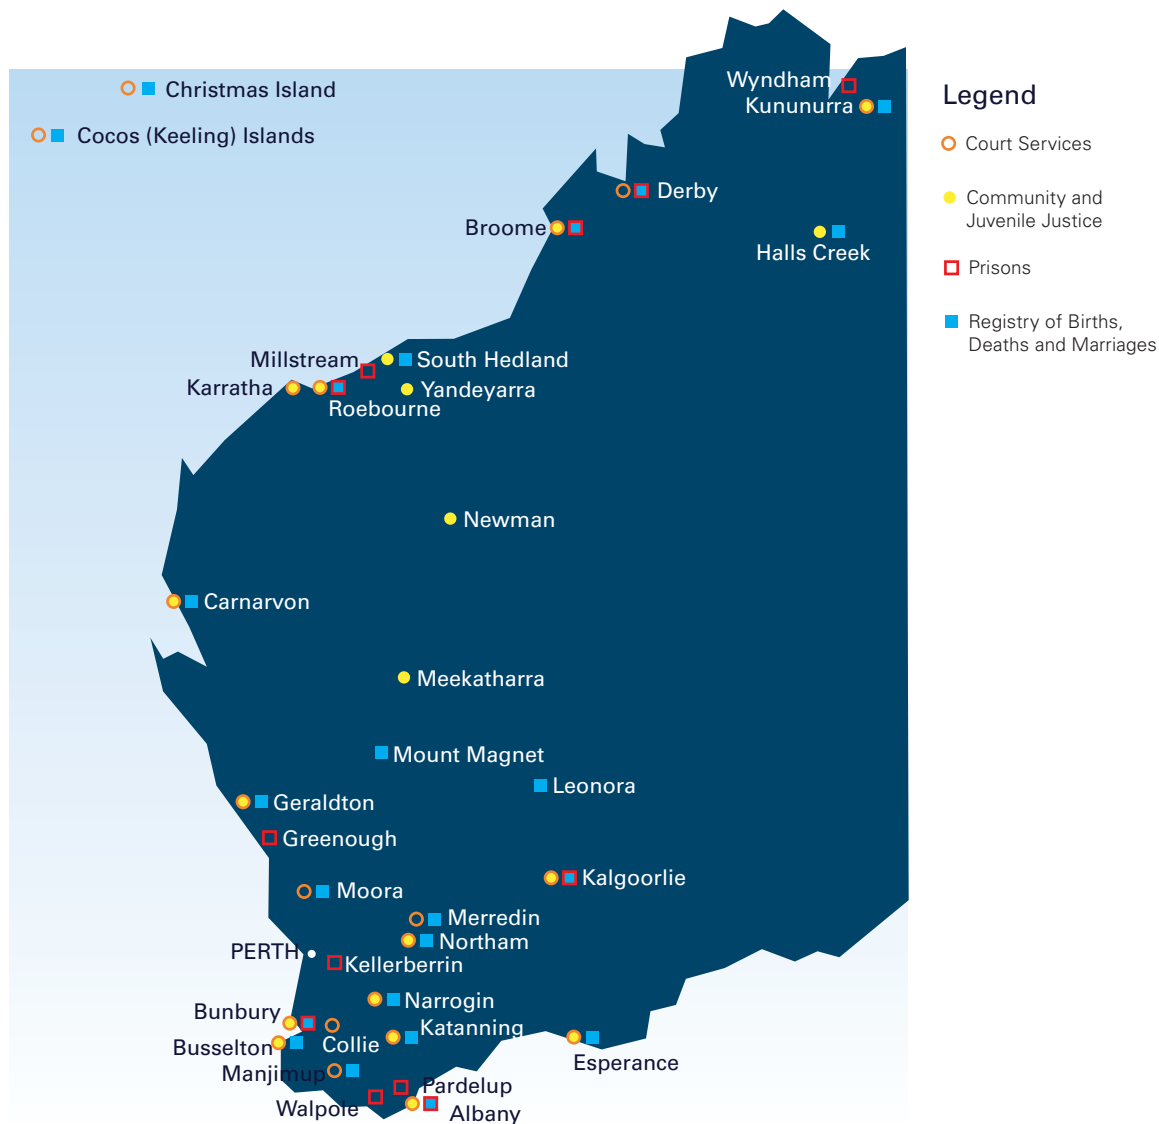 Christmas Island
Cocos (Keeling) Islands
Wyndham
Kununurra
Derby
Broome
Halls Creek
Millstream
South Hedland
Karratha
Yandeyarra
Roebourne
Newman
Carnarvon
Meekatharra
Mount Magnet
Leonora
Geraldton
Greenough
Kalgoorlie
Moora
Merredin
Northam
PERTH
Kellerberrin
Narrogin
Bunbury
Katanning
Collie
Busselton
Esperance
Manjimup
Pardelup
Walpole
Albany
Legend
Court Services
Community and
Juvenile Justice
Prisons
Registry of Births,
Deaths and Marriages